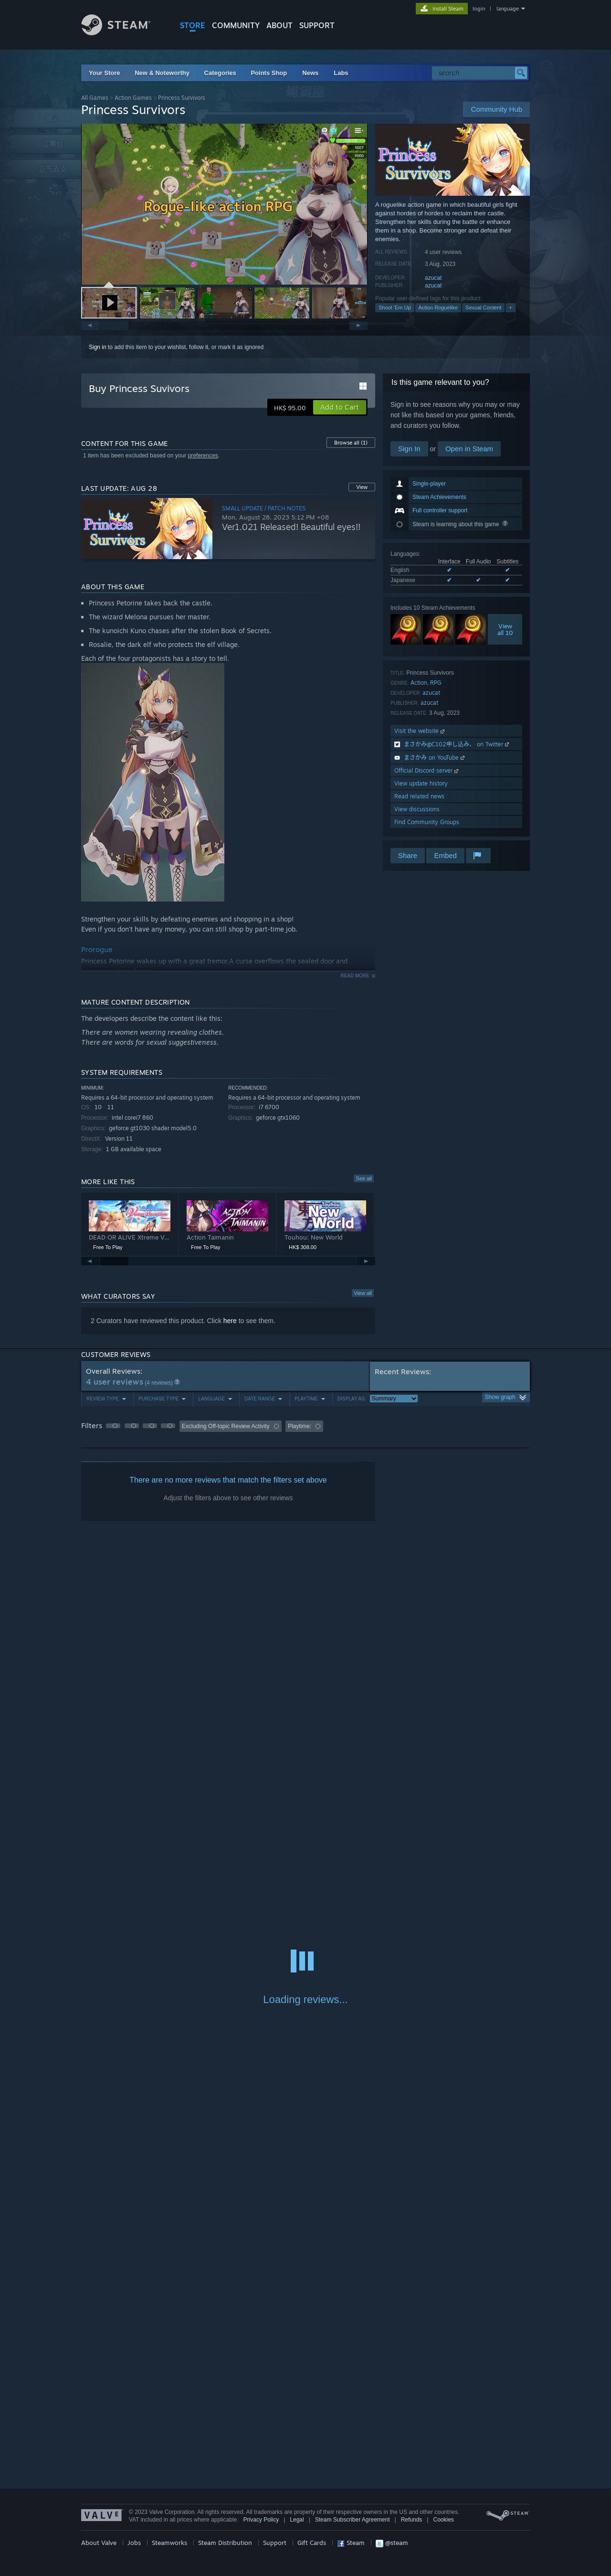 Install Steam
login | language
STEAM
STORE COMMUNITY ABOUT SUPPORT
Your Store New & Noteworthy Categories Points Shop News Labs
search
All Games > Action Games > Princess Survivors
Princess Survivors
Community Hub
Rogue-like action RPG
Princess Survivors
A roguelike action game in which beautiful girls fight against hordes of hordes to reclaim their castle. Strengthen her skills during the battle or enhance them in a shop. Become stronger and defeat their enemies.
ALL REVIEWS: 4 user reviews
RELEASE DATE: 3 Aug, 2023
DEVELOPER: azucat
PUBLISHER: azucat
Popular user-defined tags for this product:
Shoot 'Em Up Action Roguelike Sexual Content +
Sign in to add this item to your wishlist, follow it, or mark it as ignored
Buy Princess Suvivors
HK$ 95.00 Add to Cart
CONTENT FOR THIS GAME
Browse all (1)
1 item has been excluded based on your preferences.
LAST UPDATE: AUG 28
View
Princess Survivors
SMALL UPDATE / PATCH NOTES
Mon, August 28, 2023 5:12 PM +08
Ver1.021 Released! Beautiful eyes!!
ABOUT THIS GAME
Princess Petorine takes back the castle.
The wizard Melona pursues her master.
The kunoichi Kuno chases after the stolen Book of Secrets.
Rosalie, the dark elf who protects the elf village.
Each of the four protagonists has a story to tell.
Strengthen your skills by defeating enemies and shopping in a shop!
Even if you don't have any money, you can still shop by part-time job.
Prorogue
Princess Petorine wakes up with a great tremor.A curse overflows the sealed door and
READ MORE
MATURE CONTENT DESCRIPTION
The developers describe the content like this:
There are women wearing revealing clothes.
There are words for sexual suggestiveness.
SYSTEM REQUIREMENTS
MINIMUM:
Requires a 64-bit processor and operating system
OS: 10 11
Processor: intel corei7 860
Graphics: geforce gt1030 shader model5.0
DirectX: Version 11
Storage: 1 GB available space
RECOMMENDED:
Requires a 64-bit processor and operating system
Processor: i7 6700
Graphics: geforce gtx1060
MORE LIKE THIS
See all
DEAD OR ALIVE Xtreme V...
Free To Play
ACTION TAIMANIN
Action Taimanin
Free To Play
Touhou: New World
Touhou: New World
HK$ 308.00
WHAT CURATORS SAY
View all
2 Curators have reviewed this product. Click here to see them.
Is this game relevant to you?
Sign in to see reasons why you may or may not like this based on your games, friends, and curators you follow.
Sign In or Open in Steam
Single-player
Steam Achievements
Full controller support
Steam is learning about this game ?
Languages:
Interface Full Audio Subtitles
English ✔ ✔
Japanese ✔ ✔ ✔
Includes 10 Steam Achievements
View all 10
TITLE: Princess Survivors
GENRE: Action, RPG
DEVELOPER: azucat
PUBLISHER: azucat
RELEASE DATE: 3 Aug, 2023
Visit the website
まさかみ@C102申し込み、 on Twitter
まさかみ on YouTube
Official Discord server
View update history
Read related news
View discussions
Find Community Groups
Share Embed
CUSTOMER REVIEWS
Overall Reviews:
4 user reviews (4 reviews) ?
Recent Reviews:
REVIEW TYPE PURCHASE TYPE LANGUAGE DATE RANGE PLAYTIME DISPLAY AS: Summary
Show graph
Filters Excluding Off-topic Review Activity Playtime:
There are no more reviews that match the filters set above
Adjust the filters above to see other reviews
Loading reviews...
VALVE
© 2023 Valve Corporation. All rights reserved. All trademarks are property of their respective owners in the US and other countries.
VAT included in all prices where applicable. Privacy Policy | Legal | Steam Subscriber Agreement | Refunds | Cookies
STEAM
About Valve | Jobs | Steamworks | Steam Distribution | Support | Gift Cards | Steam | @steam